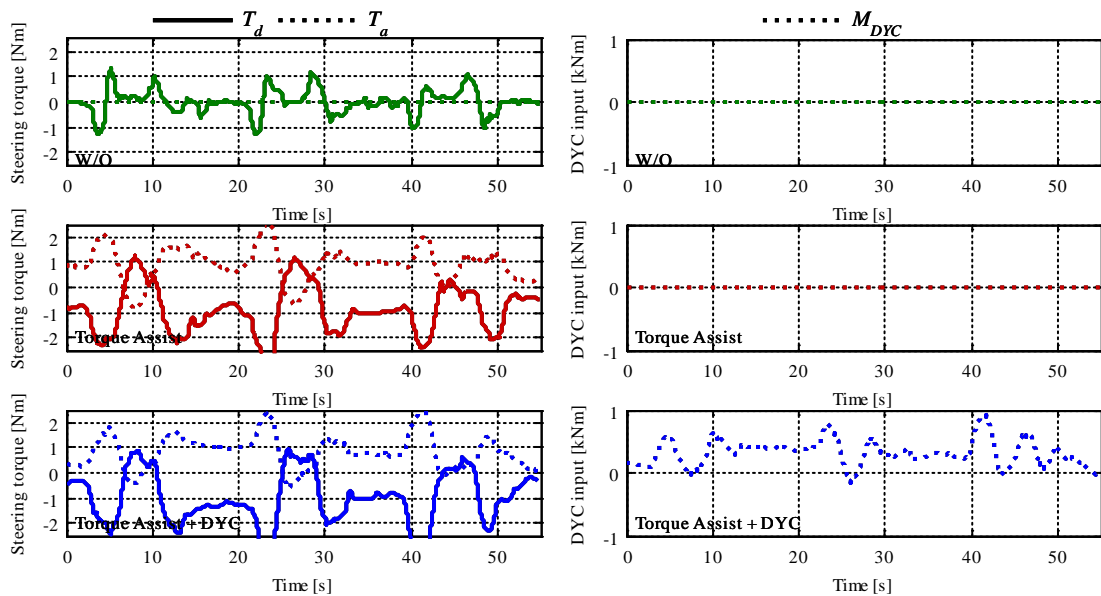 T_d T_a
M_DYC
Steering torque [Nm]
2
1
0
-1
-2
W/O
0 10 20 30 40 50
Time [s]
DYC input [kNm]
1
0
-1
W/O
0 10 20 30 40 50
Time [s]
Steering torque [Nm]
2
1
0
-1
-2
Torque Assist
0 10 20 30 40 50
Time [s]
DYC input [kNm]
1
0
-1
Torque Assist
0 10 20 30 40 50
Time [s]
Steering torque [Nm]
2
1
0
-1
-2
Torque Assist + DYC
0 10 20 30 40 50
Time [s]
DYC input [kNm]
1
0
-1
Torque Assist + DYC
0 10 20 30 40 50
Time [s]